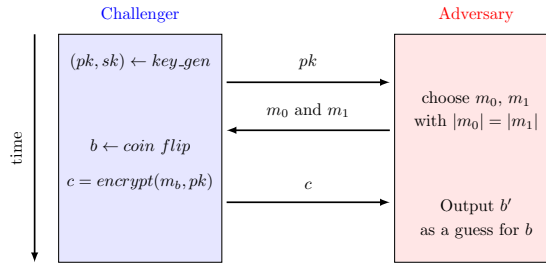 Challenger
Adversary
time
(pk, sk) ← key_gen
pk
choose m₀, m₁
with |m₀| = |m₁|
m₀ and m₁
b ← coin flip
c = encrypt(m_b, pk)
c
Output b′
as a guess for b